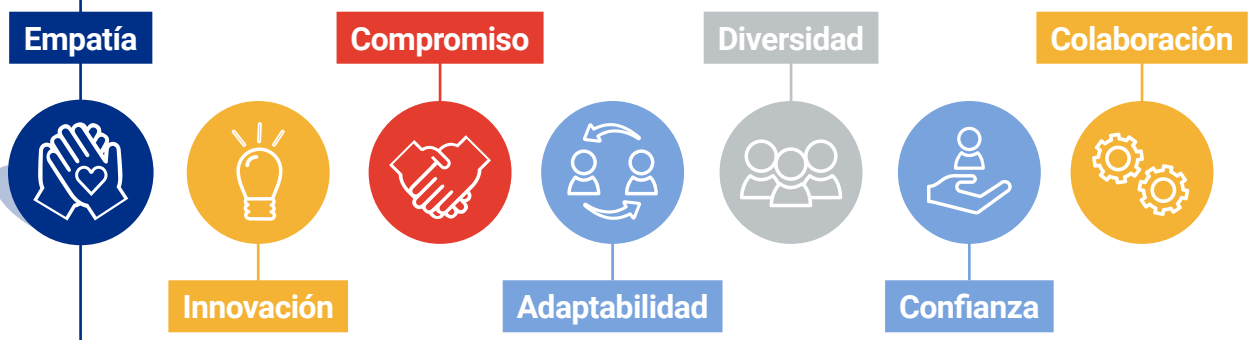 Empatía
Compromiso
Diversidad
Colaboración
Innovación
Adaptabilidad
Confianza